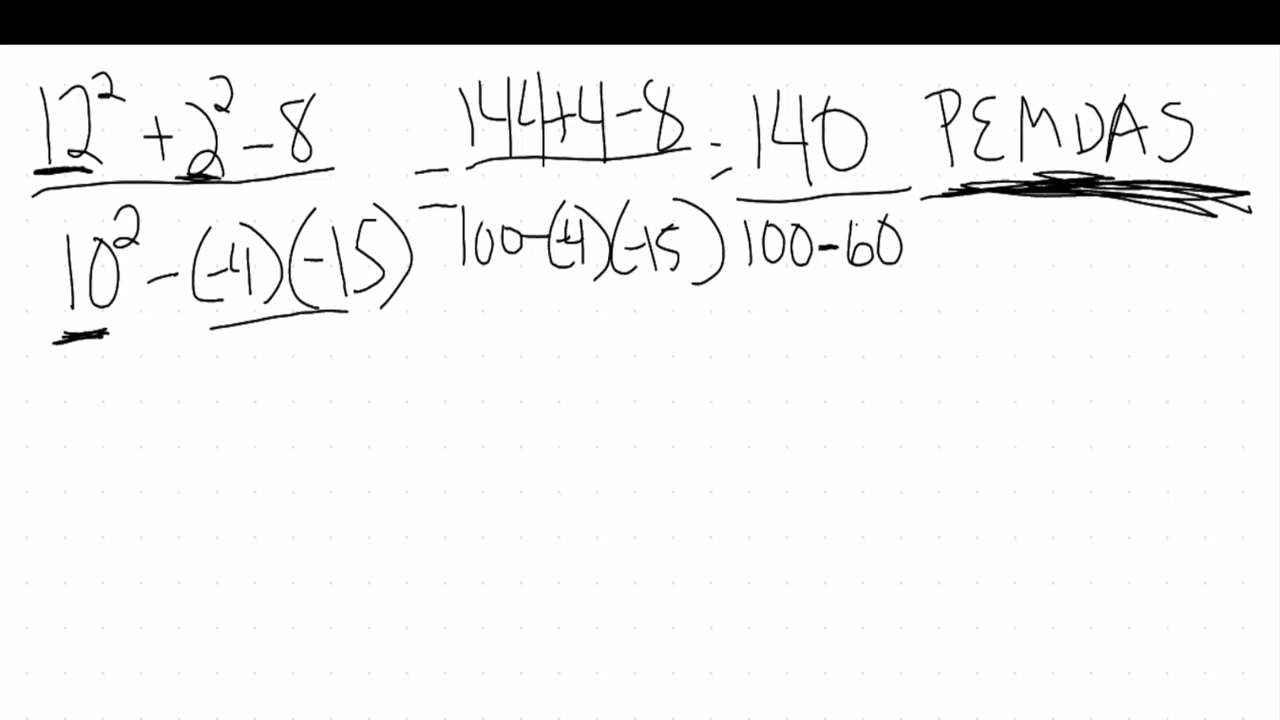 12² + 2² - 8 = 144+4-8 = 140 PEMDAS
10² - (-4)(-15) 100-(-4)(-15) 100-60